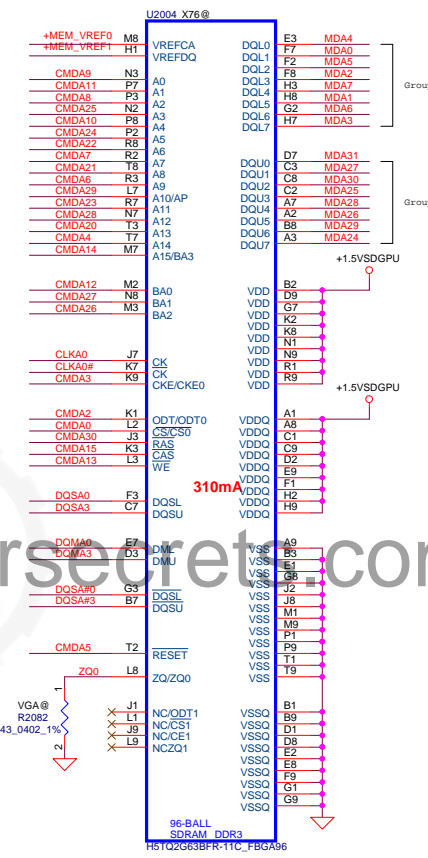 U2004 X76@
+MEM_VREF0 M8 VREFCA
+MEM_VREF1 H1 VREFDQ
CMDA9 N3 A0
CMDA11 P7 A1
CMDA8 P3 A2
CMDA25 N2 A3
CMDA10 P8 A4
CMDA24 P2 A5
CMDA22 R8 A6
CMDA7 R2 A7
CMDA21 T8 A8
CMDA6 R3 A9
CMDA29 L7 A10/AP
CMDA23 R7 A11
CMDA28 N7 A12
CMDA20 T3 A13
CMDA4 T7 A14
CMDA14 M7 A15/BA3
CMDA12 M2 BA0
CMDA27 N8 BA1
CMDA26 M3 BA2
CLKA0 J7 CK
CLKA0# K7 CK
CMDA3 K9 CKE/CKE0
CMDA2 K1 ODT/ODT0
CMDA0 L2 CS/CS0
CMDA30 J3 RAS
CMDA15 K3 CAS
CMDA13 L3 WE
DQSA0 F3 DQSL
DQSA3 C7 DQSU
DQMA0 E7 DML
DQMA3 D3 DMU
DQSA#0 G3 DQSL
DQSA#3 B7 DQSU
CMDA5 T2 RESET
ZQ0 L8 ZQ/ZQ0
J1 NC/ODT1
L1 NC/CS1
J9 NC/CE1
L9 NCZQ1
1
VGA@
R2082
43_0402_1%
2
DQL0 E3 MDA4
DQL1 F7 MDA0
DQL2 F2 MDA5
DQL3 F8 MDA2
DQL4 H3 MDA7
DQL5 H8 MDA1
DQL6 G2 MDA6
DQL7 H7 MDA3
Grou
DQU0 D7 MDA31
DQU1 C3 MDA27
DQU2 C8 MDA30
DQU3 C2 MDA25
DQU4 A7 MDA28
DQU5 A2 MDA26
DQU6 B8 MDA29
DQU7 A3 MDA24
Grou
+1.5VSDGPU
VDD B2
VDD D9
VDD G7
VDD K2
VDD K8
VDD N1
VDD N9
VDD R1
VDD R9
+1.5VSDGPU
VDDQ A1
VDDQ A8
VDDQ C1
VDDQ C9
VDDQ D2
VDDQ E9
VDDQ F1
VDDQ H2
VDDQ H9
310mA
VSS A9
VSS B3
VSS E1
VSS G8
VSS J2
VSS J8
VSS M1
VSS M9
VSS P1
VSS P9
VSS T1
VSS T9
VSSQ B1
VSSQ B9
VSSQ D1
VSSQ D8
VSSQ E2
VSSQ E8
VSSQ F9
VSSQ G1
VSSQ G9
rsecrets.co
96-BALL
SDRAM DDR3
H5TQ2G63BFR-11C_FBGA96